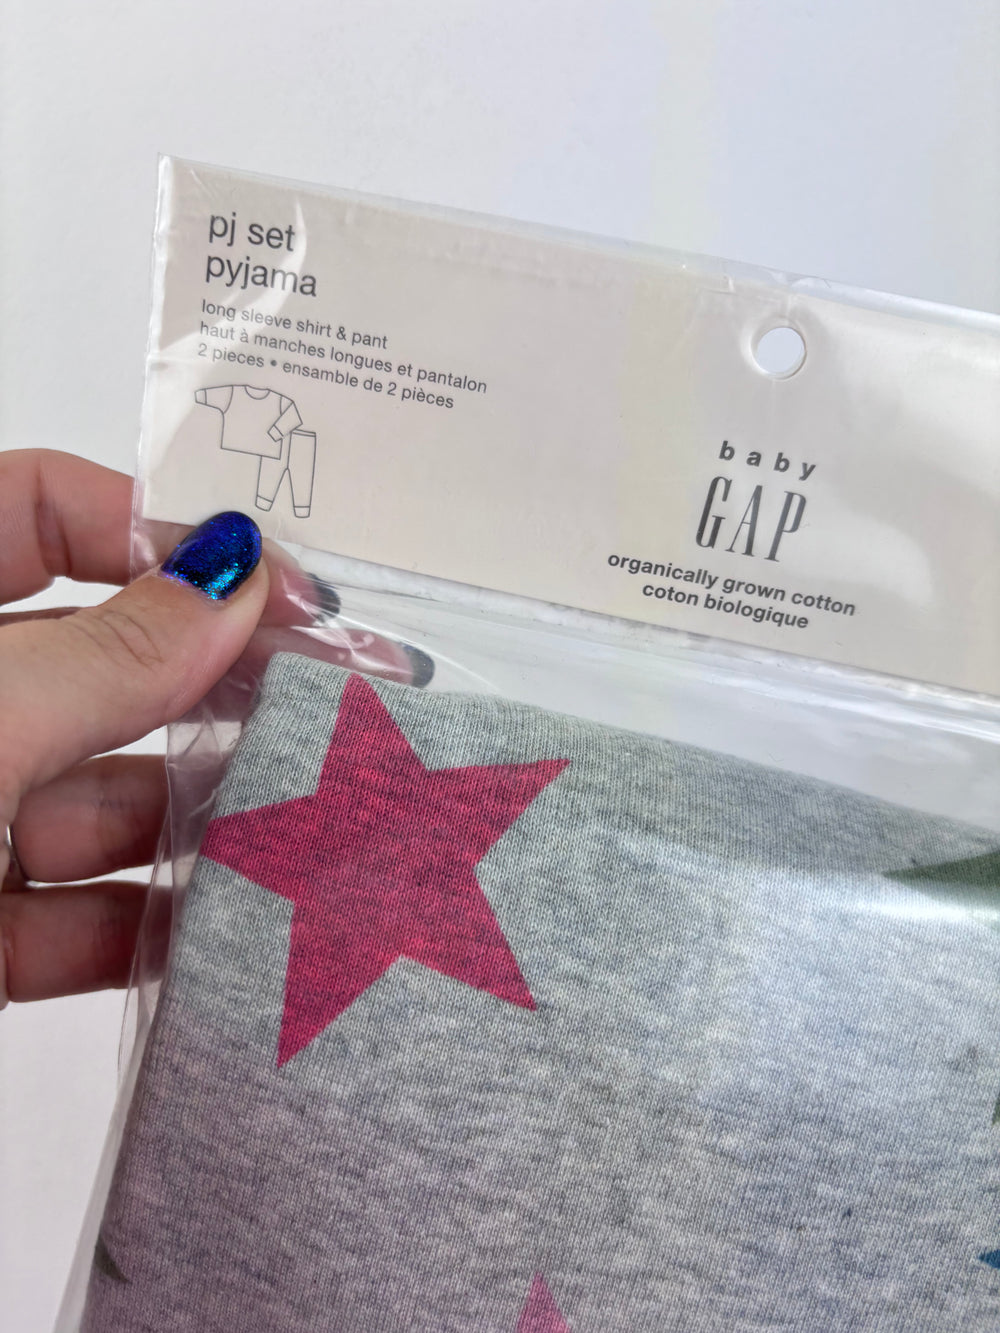 pj set
pyjama
long sleeve shirt & pant
haut à manches longues et pantalon
2 pieces • ensamble de 2 pièces
baby
GAP
organically grown cotton
coton biologique